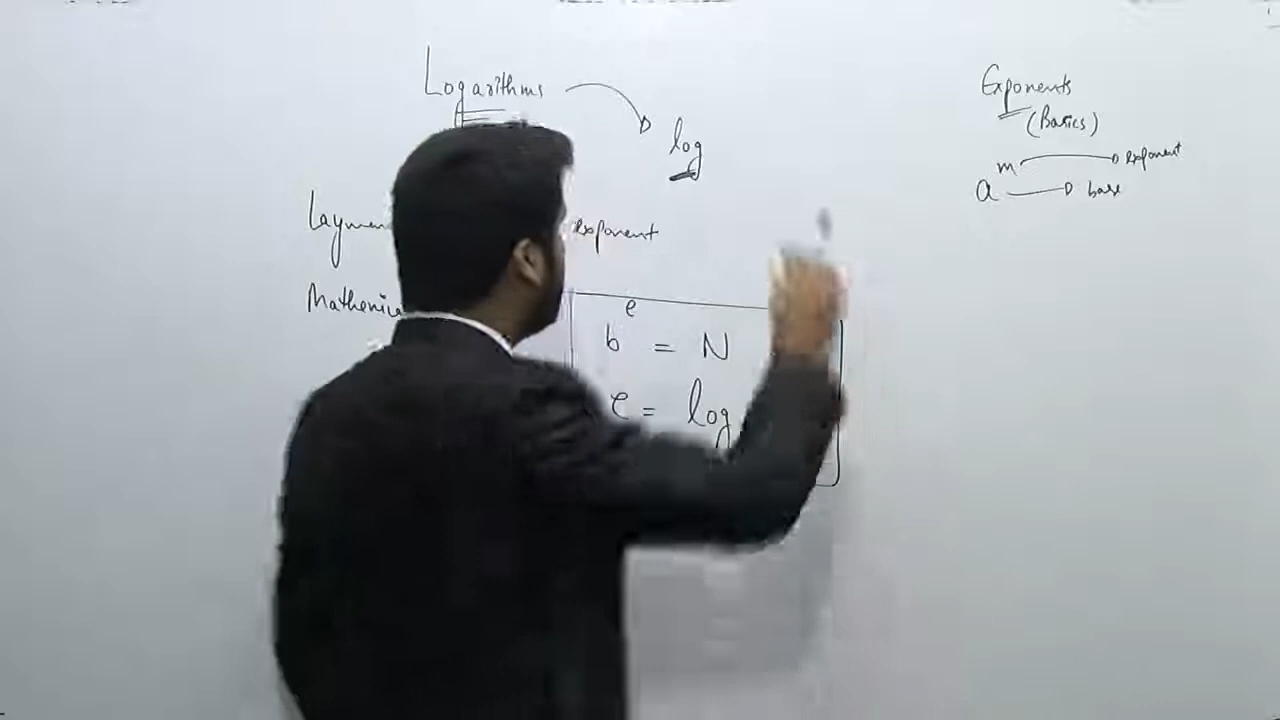 Logarithms
log
exponent
b^e = N
e = log
Exponents
(Basics)
m exponent
a base